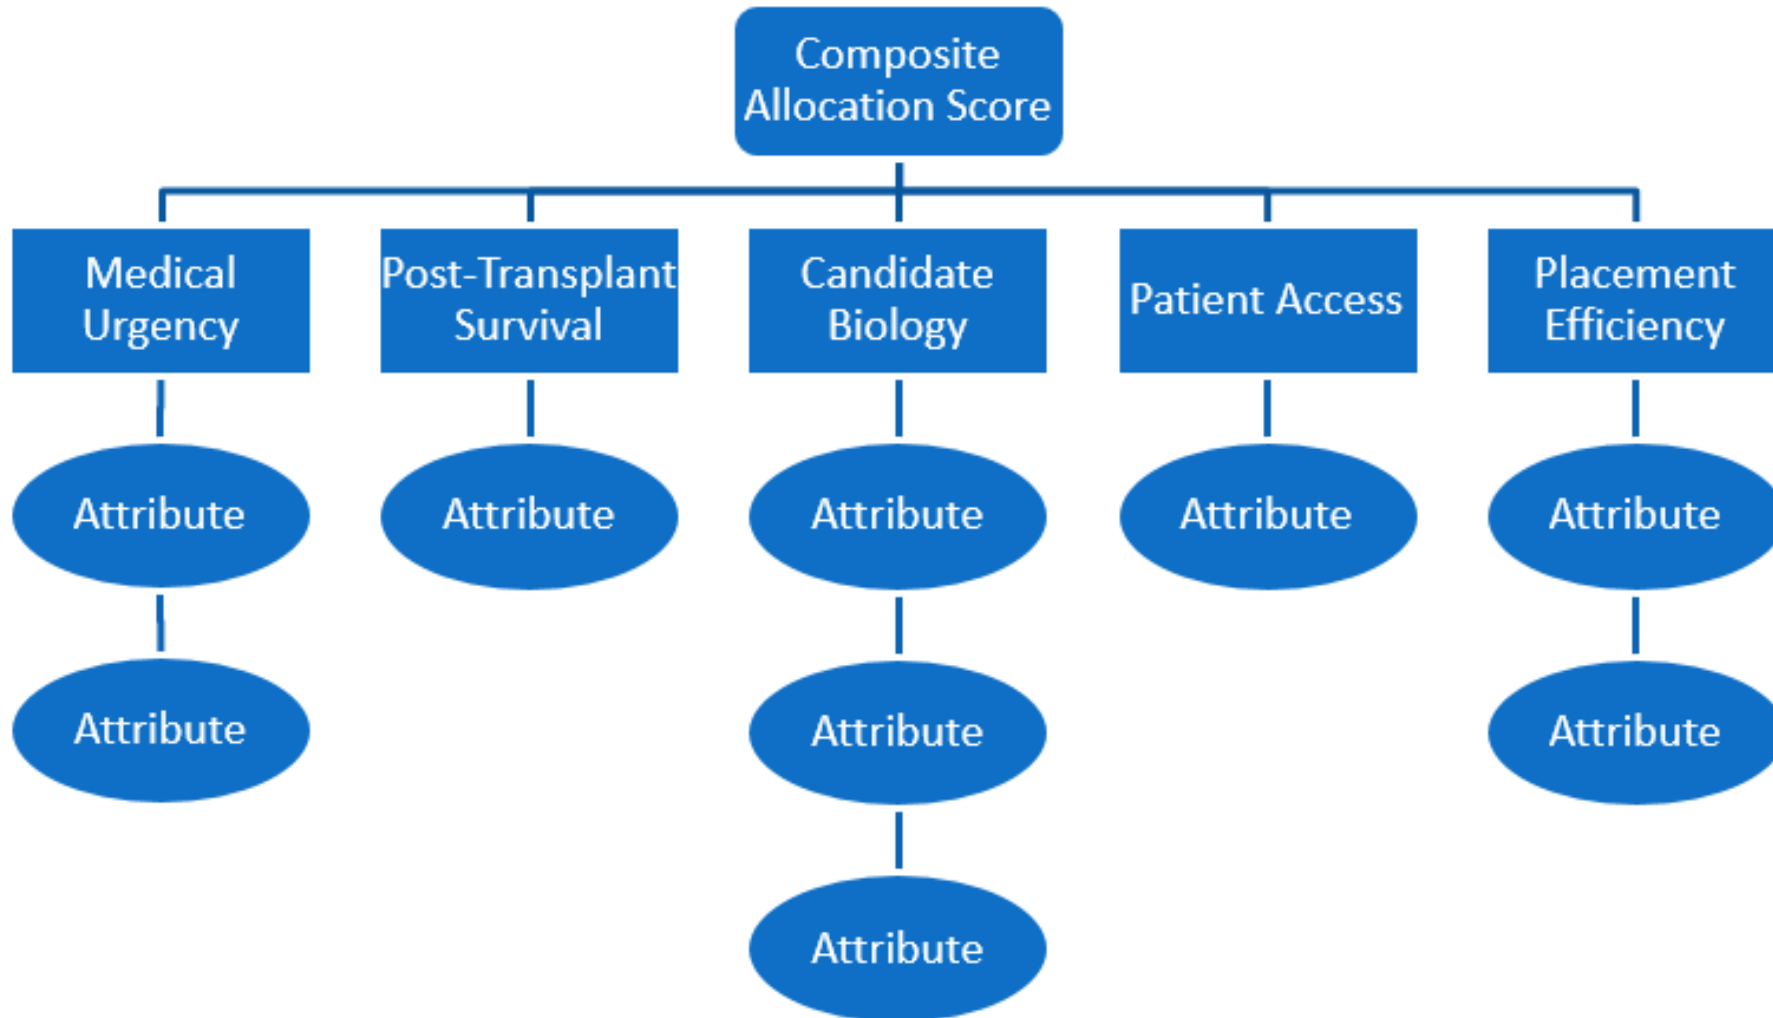 Composite
Allocation Score
Medical
Urgency
Post-Transplant
Survival
Candidate
Biology
Patient Access
Placement
Efficiency
Attribute
Attribute
Attribute
Attribute
Attribute
Attribute
Attribute
Attribute
Attribute